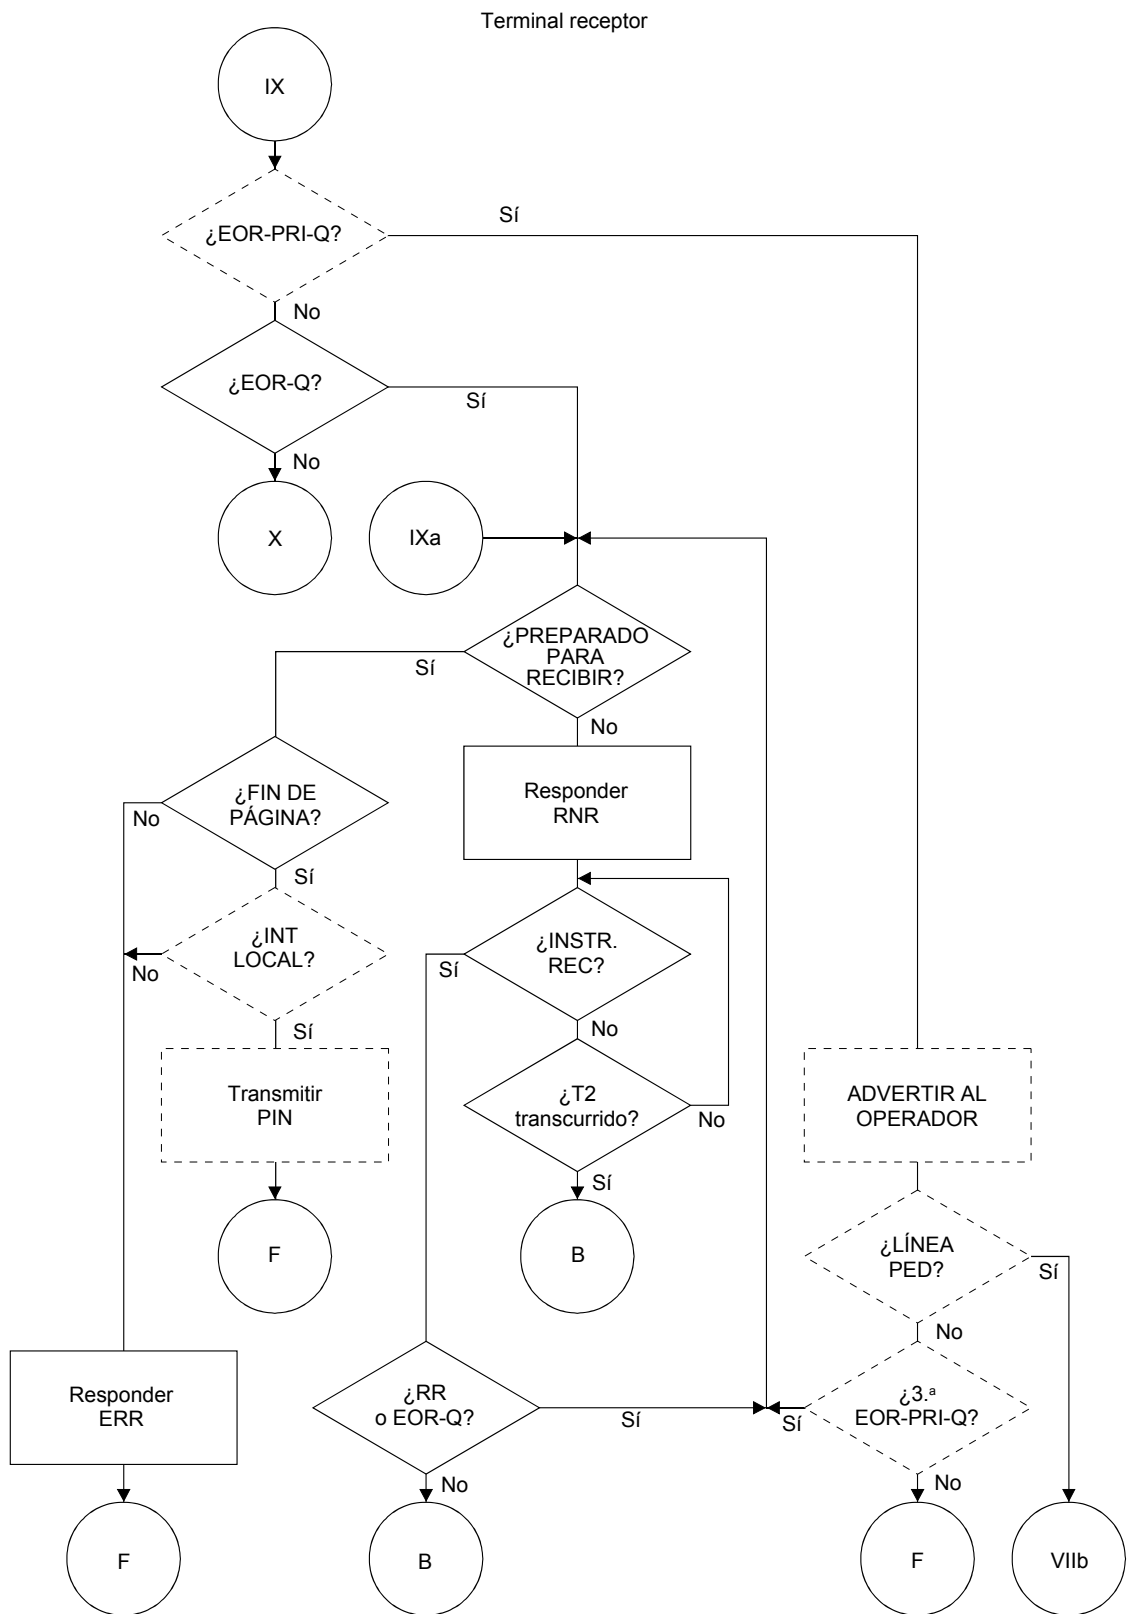 Terminal receptor
IX
¿EOR-PRI-Q?
Sí
No
¿EOR-Q?
Sí
No
X
IXa
¿PREPARADO
PARA
RECIBIR?
Sí
No
¿FIN DE
PÁGINA?
No
Sí
Responder
RNR
¿INT
LOCAL?
No
Sí
¿INSTR.
REC?
Sí
No
Transmitir
PIN
¿T2
transcurrido?
No
Sí
ADVERTIR AL
OPERADOR
F
B
¿LÍNEA
PED?
Sí
No
Responder
ERR
¿RR
o EOR-Q?
Sí
No
¿3.ª
EOR-PRI-Q?
Sí
No
F
B
F
VIIb